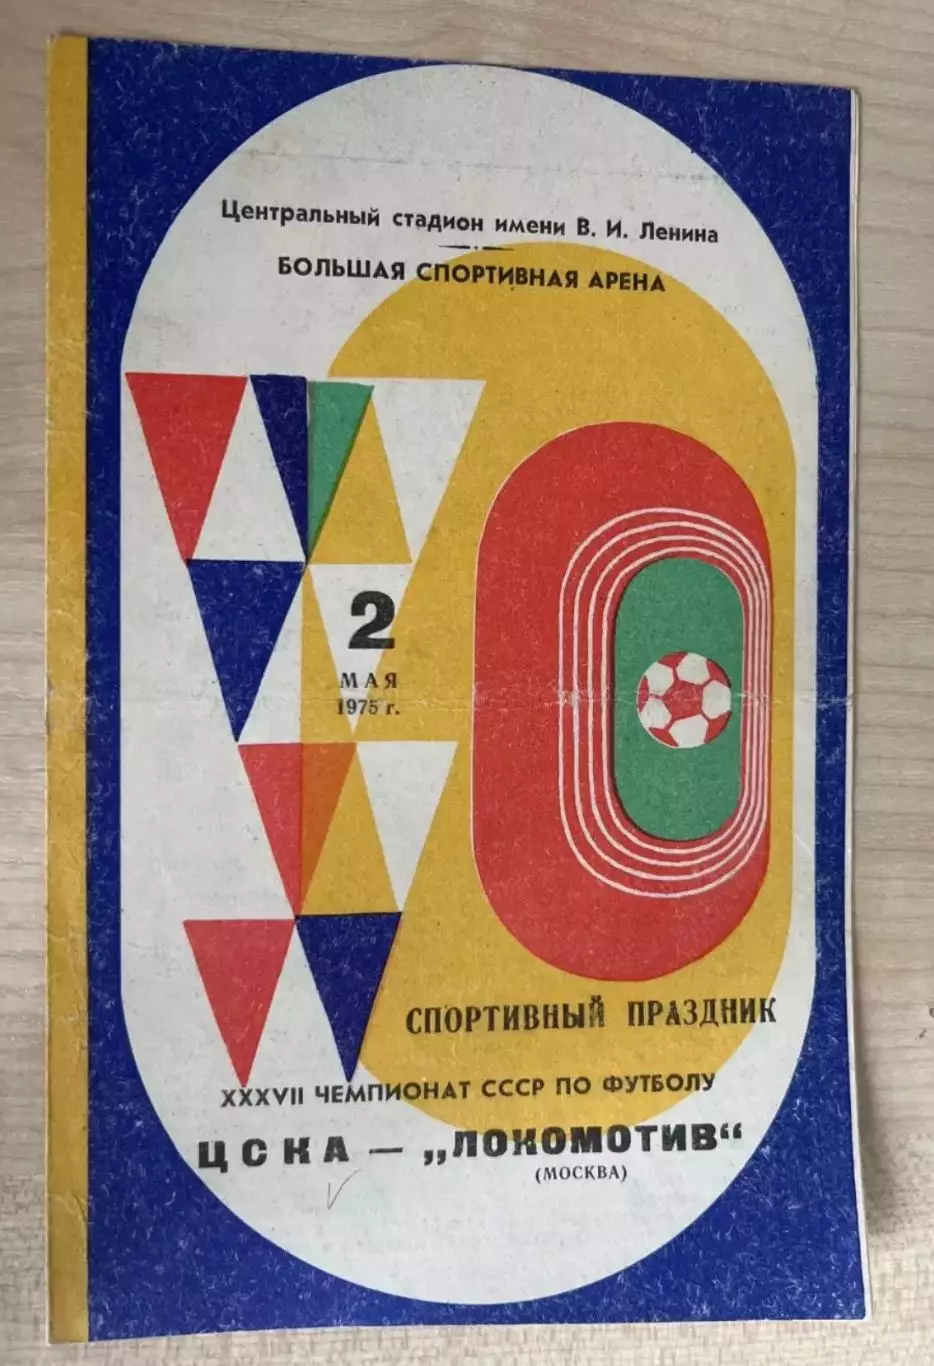 Центральный стадион имени В. И. Ленина
БОЛЬШАЯ СПОРТИВНАЯ АРЕНА
2
МАЯ
1975 г.
СПОРТИВНЫЙ ПРАЗДНИК
XXXVII ЧЕМПИОНАТ СССР ПО ФУТБОЛУ
ЦСКА — „ЛОКОМОТИВ“
(МОСКВА)